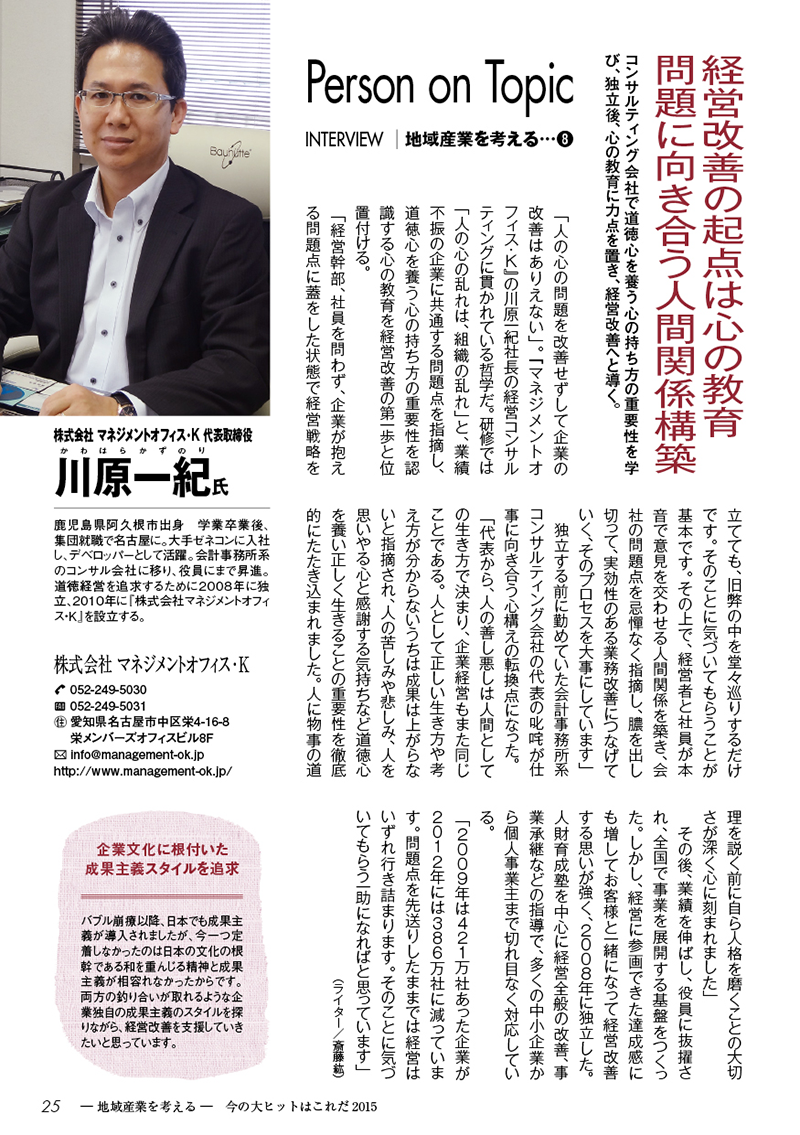 Baunutte
Person on Topic
INTERVIEW 地域産業を考える…❽
経営改善の起点は心の教育
問題に向き合う人間関係構築
コンサルティング会社で道徳心を養う心の持ち方の重要性を学
び、独立後、心の教育に力点を置き、経営改善へと導く。
「人の心の問題を改善せずして企業の
改善はありえない」。『マネジメントオ
フィス・K』の川原一紀社長の経営コンサル
ティングに貫かれている哲学だ。研修では
「人の心の乱れは、組織の乱れ」と、業績
不振の企業に共通する問題点を指摘し、
道徳心を養う心の持ち方の重要性を認
識する心の教育を経営改善の第一歩と位
置付ける。
「経営幹部、社員を問わず、企業が抱え
る問題点に蓋をした状態で経営戦略を
立てても、旧弊の中を堂々巡りするだけ
です。そのことに気づいてもらうことが
基本です。その上で、経営者と社員が本
音で意見を交わせる人間関係を築き、会
社の問題点を忌憚なく指摘し、膿を出し
切って、実効性のある業務改善につなげて
いく、そのプロセスを大事にしています」
独立する前に勤めていた会計事務所系
コンサルティング会社の代表の叱咤が仕
事に向き合う心構えの転換点になった。
「代表から、人の善し悪しは人間として
の生き方で決まり、企業経営もまた同じ
ことである。人として正しい生き方や考
え方が分からないうちは成果は上がらな
いと指摘され、人の苦しみや悲しみ、人を
思いやる心と感謝する気持ちなど道徳心
を養い正しく生きることの重要性を徹底
的にたたき込まれました。人に物事の道
理を説く前に自ら人格を磨くことの大切
さが深く心に刻まれました」
その後、業績を伸ばし、役員に抜擢さ
れ、全国で事業を展開する基盤をつくっ
た。しかし、経営に参画できた達成感に
も増してお客様と一緒になって経営改善
する思いが強く、2008年に独立した。
人財育成塾を中心に経営全般の改善、事
業承継などの指導で、多くの中小企業か
ら個人事業主まで切れ目なく対応してい
る。
「2009年は421万社あった企業が
2012年には386万社に減っていま
す。問題点を先送りしたままでは経営は
いずれ行き詰まります。そのことに気づ
いてもらう一助になればと思っています」
（ライター／斎藤紘）
株式会社 マネジメントオフィス・K 代表取締役
かわはらかずのり
川原一紀氏
鹿児島県阿久根市出身 学業卒業後、
集団就職で名古屋に。大手ゼネコンに入社
し、デベロッパーとして活躍。会計事務所系
のコンサル会社に移り、役員にまで昇進。
道徳経営を追求するために2008年に独
立、2010年に『株式会社マネジメントオフィ
ス・K』を設立する。
株式会社 マネジメントオフィス・K
052-249-5030
FAX 052-249-5031
㊟ 愛知県名古屋市中区栄4-16-8
栄メンバーズオフィスビル8F
info@management-ok.jp
http://www.management-ok.jp/
企業文化に根付いた
成果主義スタイルを追求
バブル崩療以降、日本でも成果主
義が導入されましたが、今一つ定
着しなかったのは日本の文化の根
幹である和を重んじる精神と成果
主義が相容れなかったからです。
両方の釣り合いが取れるような企
業独自の成果主義のスタイルを探
りながら、経営改善を支援していき
たいと思っています。
25 ― 地域産業を考える ― 今の大ヒットはこれだ 2015